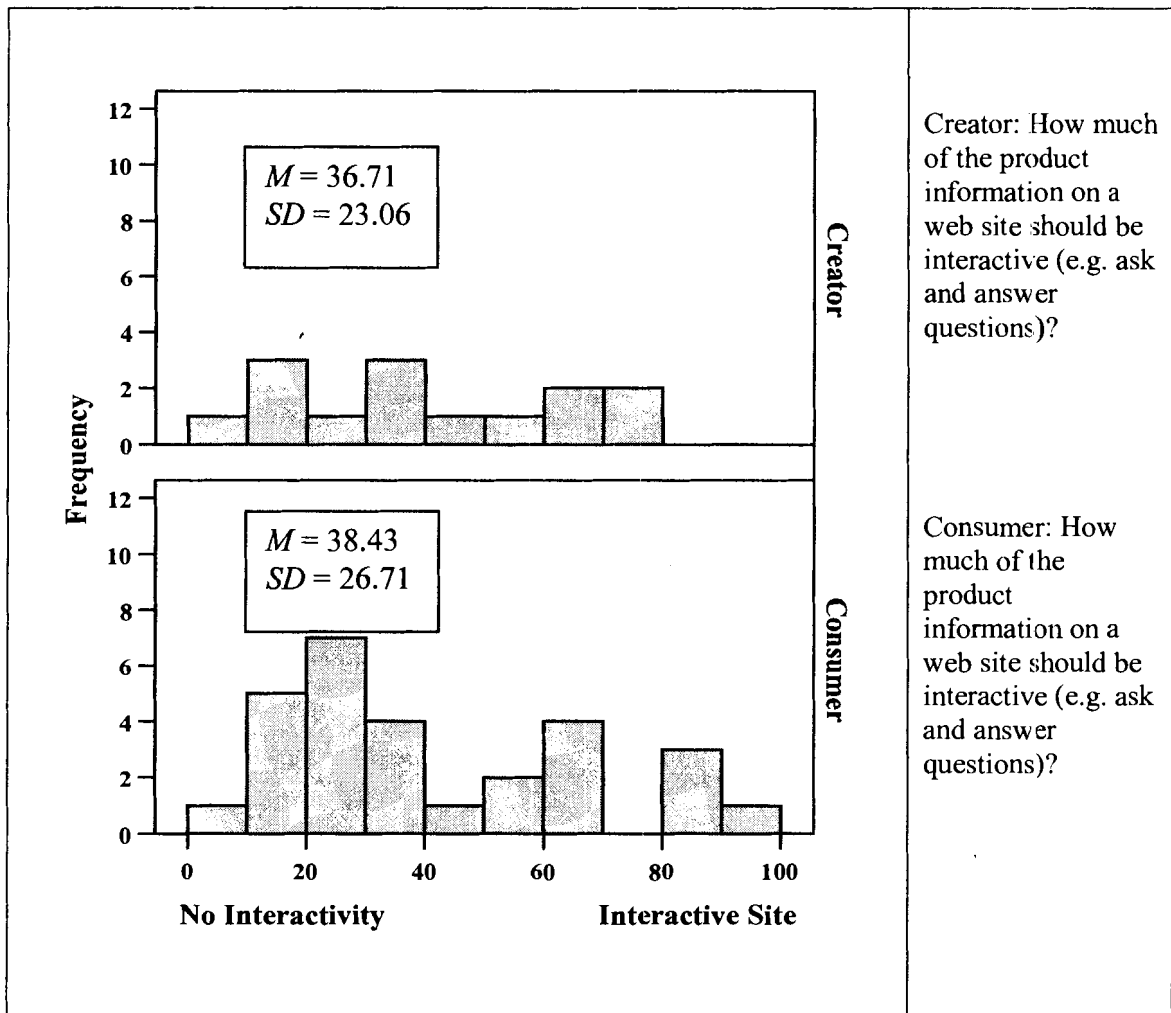 12
10
8
6
4
2
0
M = 36.71
SD = 23.06
Creator
Frequency
12
10
8
6
4
2
0
M = 38.43
SD = 26.71
Consumer
0 20 40 60 80 100
No Interactivity Interactive Site
Creator: How much
of the product
information on a
web site should be
interactive (e.g. ask
and answer
questions)?
Consumer: How
much of the
product
information on a
web site should be
interactive (e.g. ask
and answer
questions)?